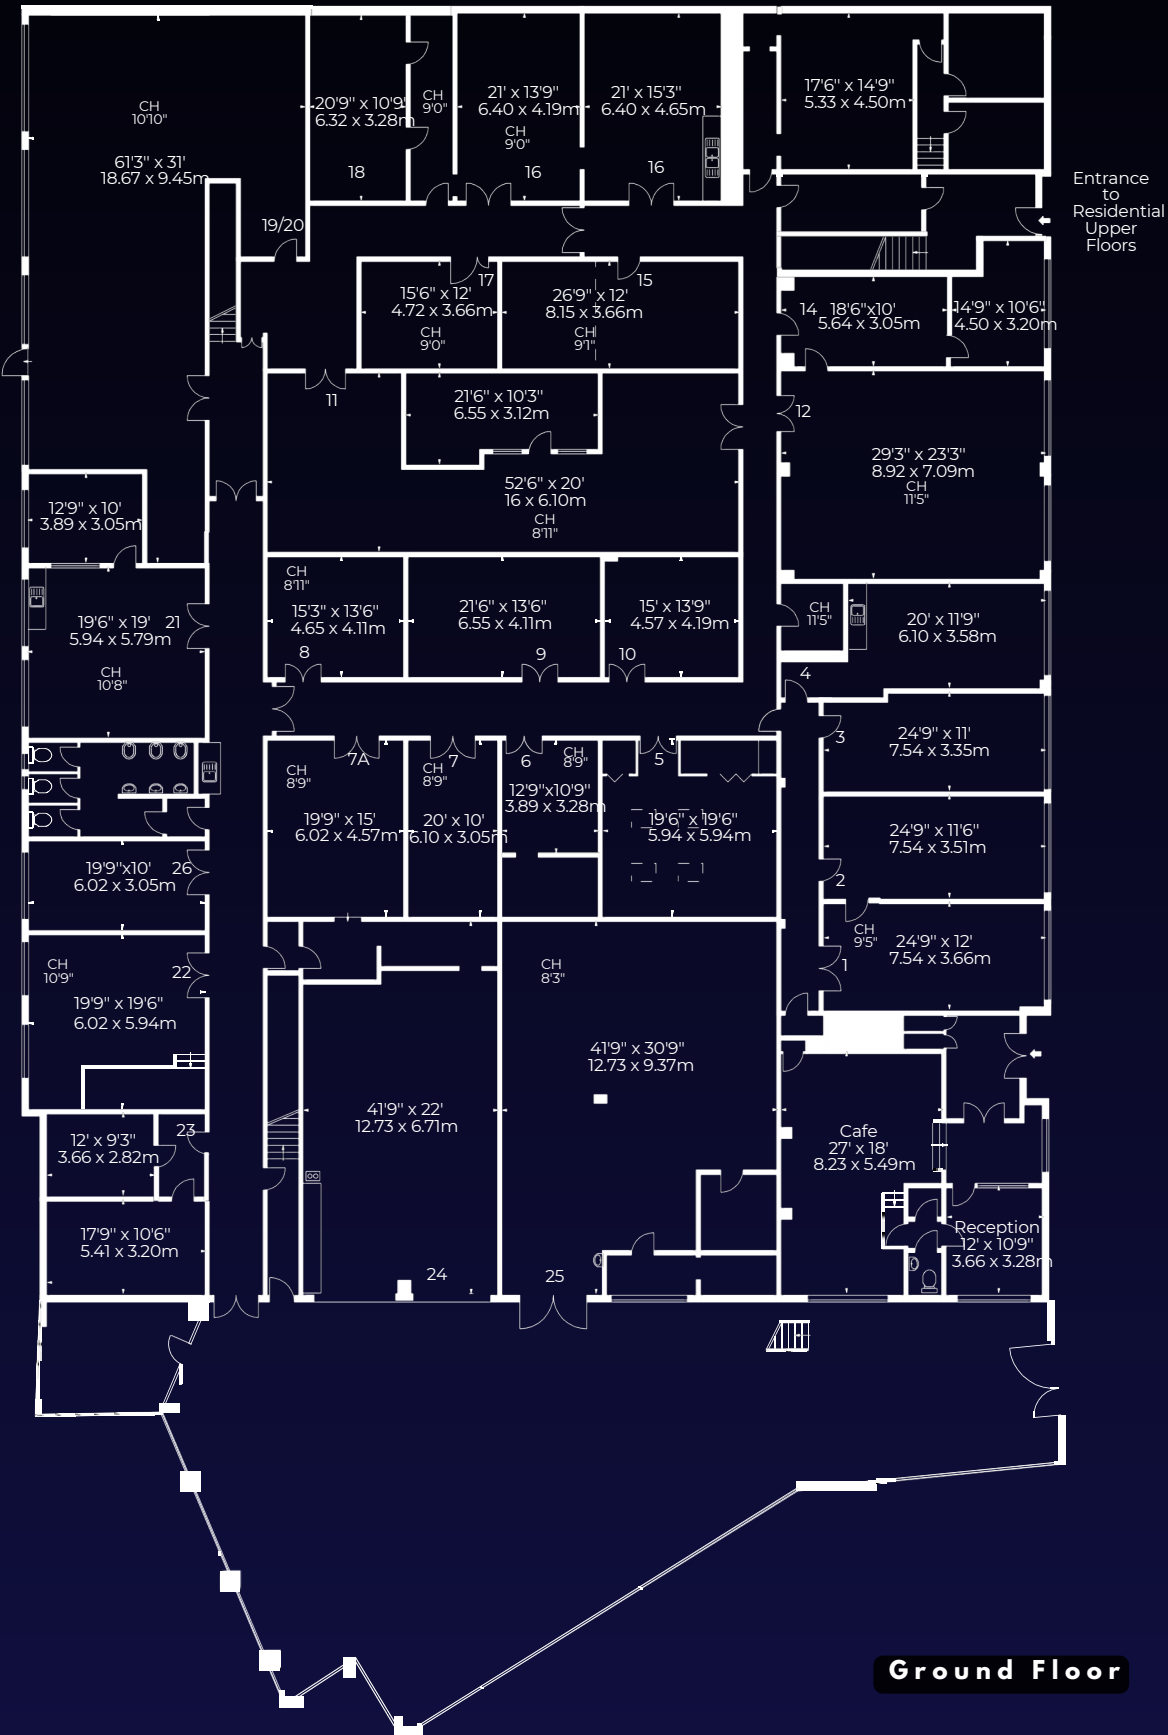 CH
10'10"
61'3" x 31'
18.67 x 9.45m
19/20
20'9" x 10'9"
6.32 x 3.28m
18
CH
9'0"
21' x 13'9"
6.40 x 4.19m
CH
9'0"
16
21' x 15'3"
6.40 x 4.65m
16
17'6" x 14'9"
5.33 x 4.50m
Entrance
to
Residential
Upper
Floors
17
15'6" x 12'
4.72 x 3.66m
CH
9'0"
15
26'9" x 12'
8.15 x 3.66m
CH
9'1"
14
18'6"x10'
5.64 x 3.05m
14'9" x 10'6"
4.50 x 3.20m
11
21'6" x 10'3"
6.55 x 3.12m
12
29'3" x 23'3"
8.92 x 7.09m
CH
11'5"
52'6" x 20'
16 x 6.10m
CH
8'11"
12'9" x 10'
3.89 x 3.05m
CH
8'11"
15'3" x 13'6"
4.65 x 4.11m
8
21'6" x 13'6"
6.55 x 4.11m
9
15' x 13'9"
4.57 x 4.19m
10
CH
11'5"
20' x 11'9"
6.10 x 3.58m
4
19'6" x 19'
5.94 x 5.79m
21
CH
10'8"
24'9" x 11'
7.54 x 3.35m
3
7A
CH
8'9"
19'9" x 15'
6.02 x 4.57m
7
CH
8'9"
20' x 10'
6.10 x 3.05m
6
CH
8'9"
12'9"x10'9"
3.89 x 3.28m
5
19'6" x 19'6"
5.94 x 5.94m
24'9" x 11'6"
7.54 x 3.51m
2
19'9"x10'
6.02 x 3.05m
26
CH
9'5"
24'9" x 12'
7.54 x 3.66m
1
CH
10'9"
22
19'9" x 19'6"
6.02 x 5.94m
CH
8'3"
41'9" x 30'9"
12.73 x 9.37m
41'9" x 22'
12.73 x 6.71m
23
12' x 9'3"
3.66 x 2.82m
Cafe
27' x 18'
8.23 x 5.49m
17'9" x 10'6"
5.41 x 3.20m
Reception
12' x 10'9"
3.66 x 3.28m
24
25
Ground Floor